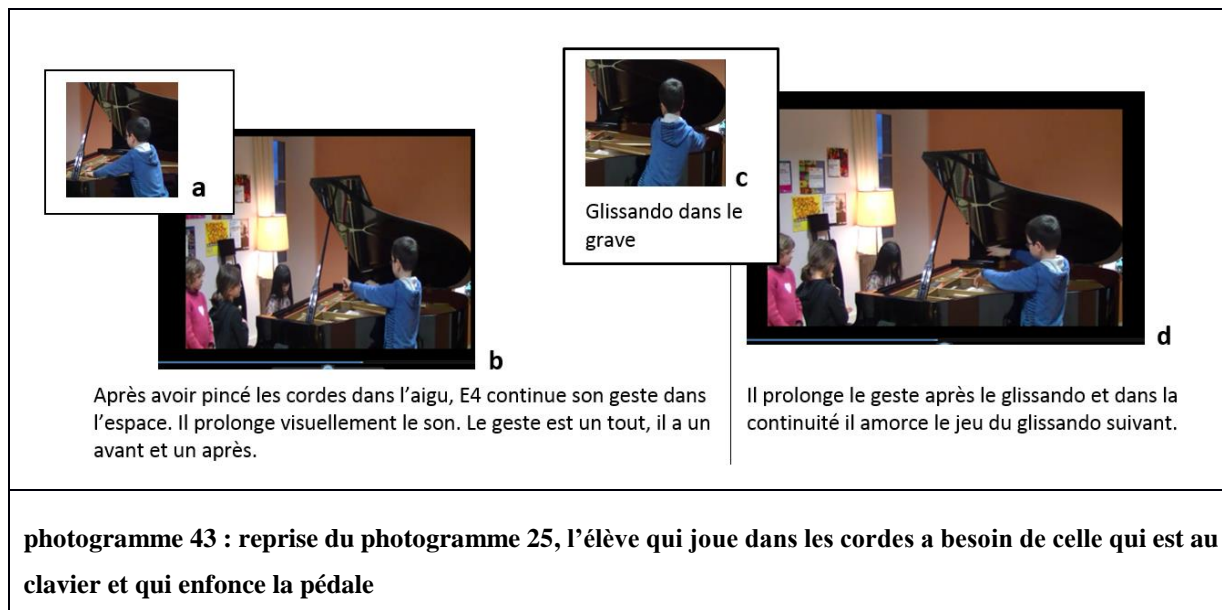 a
b
Après avoir pincé les cordes dans l’aigu, E4 continue son geste dans
l’espace. Il prolonge visuellement le son. Le geste est un tout, il a un
avant et un après.
c
Glissando dans le
grave
d
Il prolonge le geste après le glissando et dans la
continuité il amorce le jeu du glissando suivant.
photogramme 43 : reprise du photogramme 25, l’élève qui joue dans les cordes a besoin de celle qui est au
clavier et qui enfonce la pédale